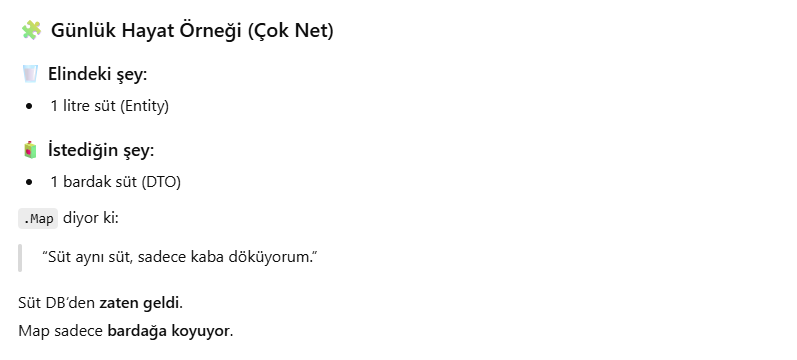 🧩 Günlük Hayat Örneği (Çok Net)
🥛 Elindeki şey:
• 1 litre süt (Entity)
🧃 İstediğin şey:
• 1 bardak süt (DTO)
.Map diyor ki:
“Süt aynı süt, sadece kaba döküyorum.”
Süt DB’den zaten geldi.
Map sadece bardağa koyuyor.